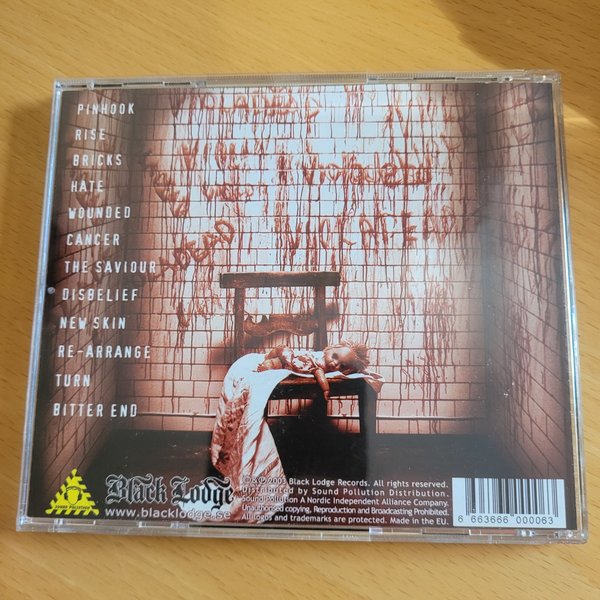 PINHOOK
RISE
BRICKS
HATE
WOUNDED
CANCER
THE SAVIOUR
DISBELIEF
NEW SKIN
RE-ARRANGE
TURN
BITTER END
VIOLATED
SOUND POLLUTION
Black Lodge
www.blacklodge.se
Black Lodge Records. All rights reserved.
Distributed by Sound Pollution Distribution.
Sound Pollution A Nordic Independent Alliance Company.
Unauthorised copying, Reproduction and Broadcasting Prohibited.
All logos and trademarks are protected. Made in the EU.
6 663666 000063